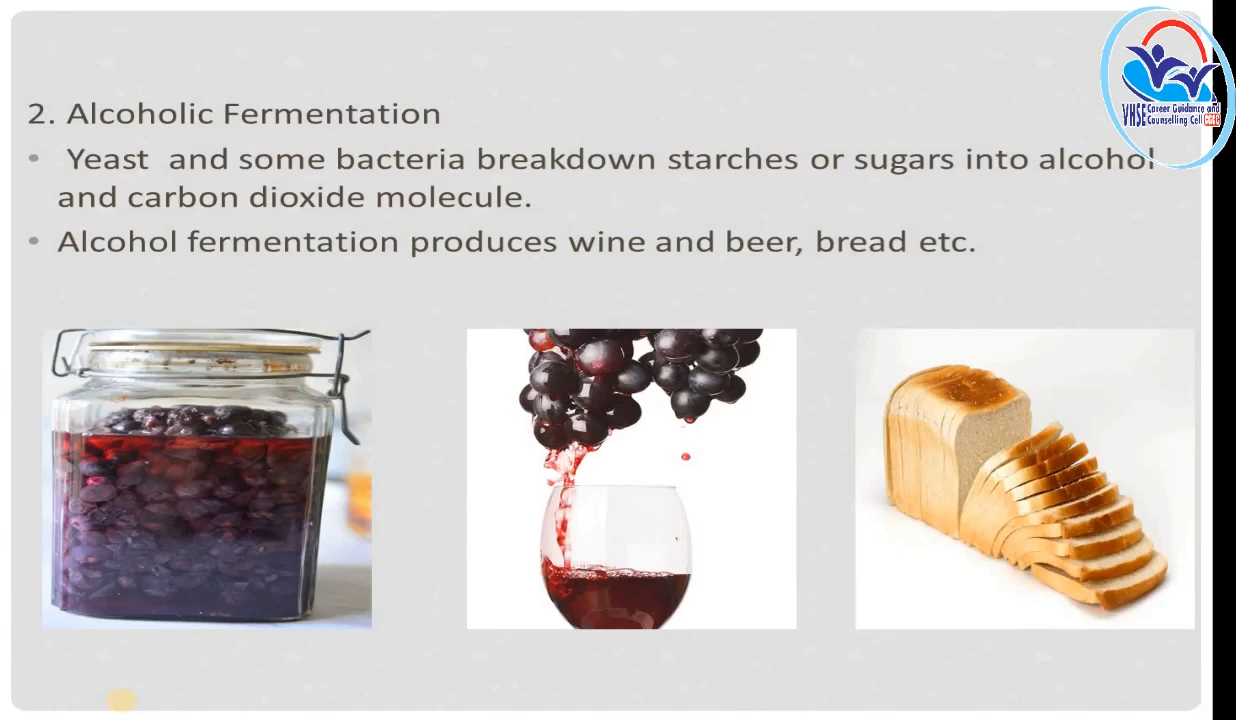 2. Alcoholic Fermentation
• Yeast and some bacteria breakdown starches or sugars into alcohol
and carbon dioxide molecule.
• Alcohol fermentation produces wine and beer, bread etc.
VHSE Career Guidance and
Counselling Cell CGCC